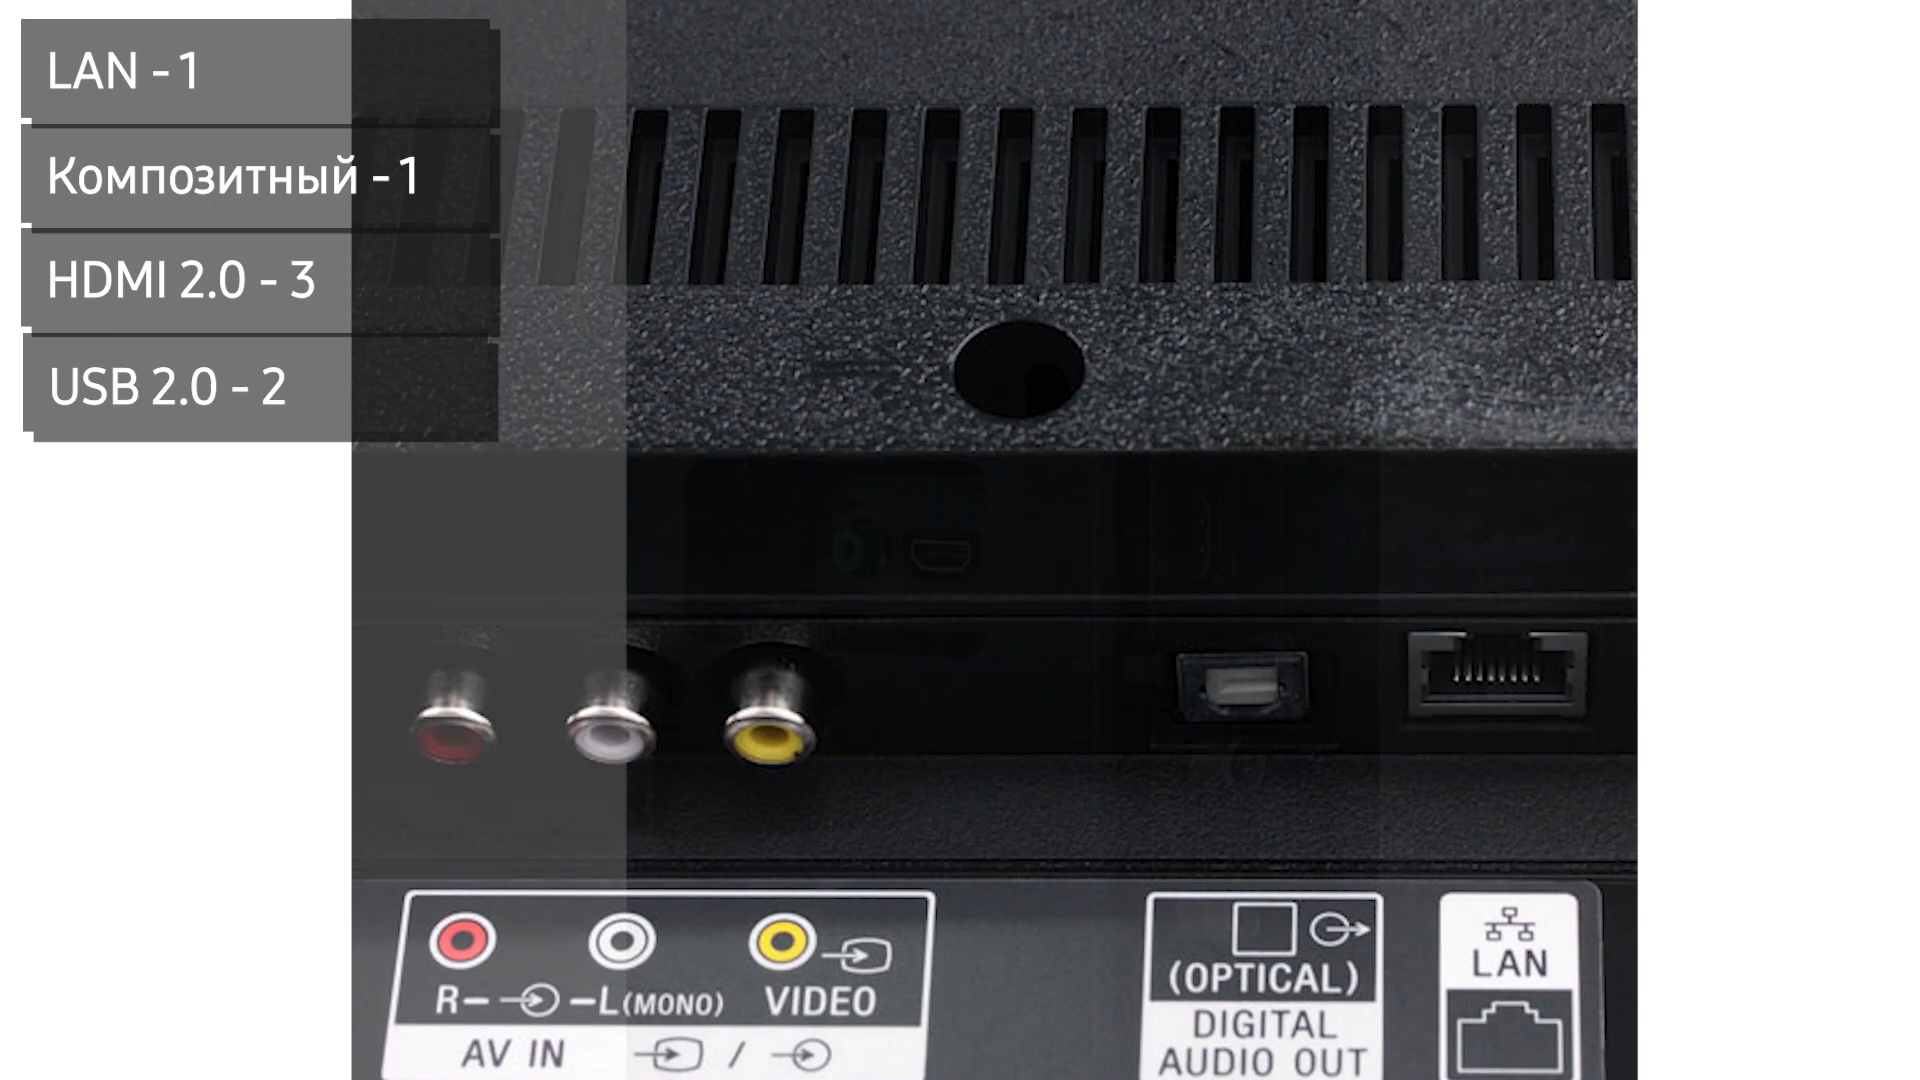 LAN - 1
Композитный - 1
HDMI 2.0 - 3
USB 2.0 - 2
R L (MONO) VIDEO
AV IN /
(OPTICAL)
DIGITAL
AUDIO OUT
LAN